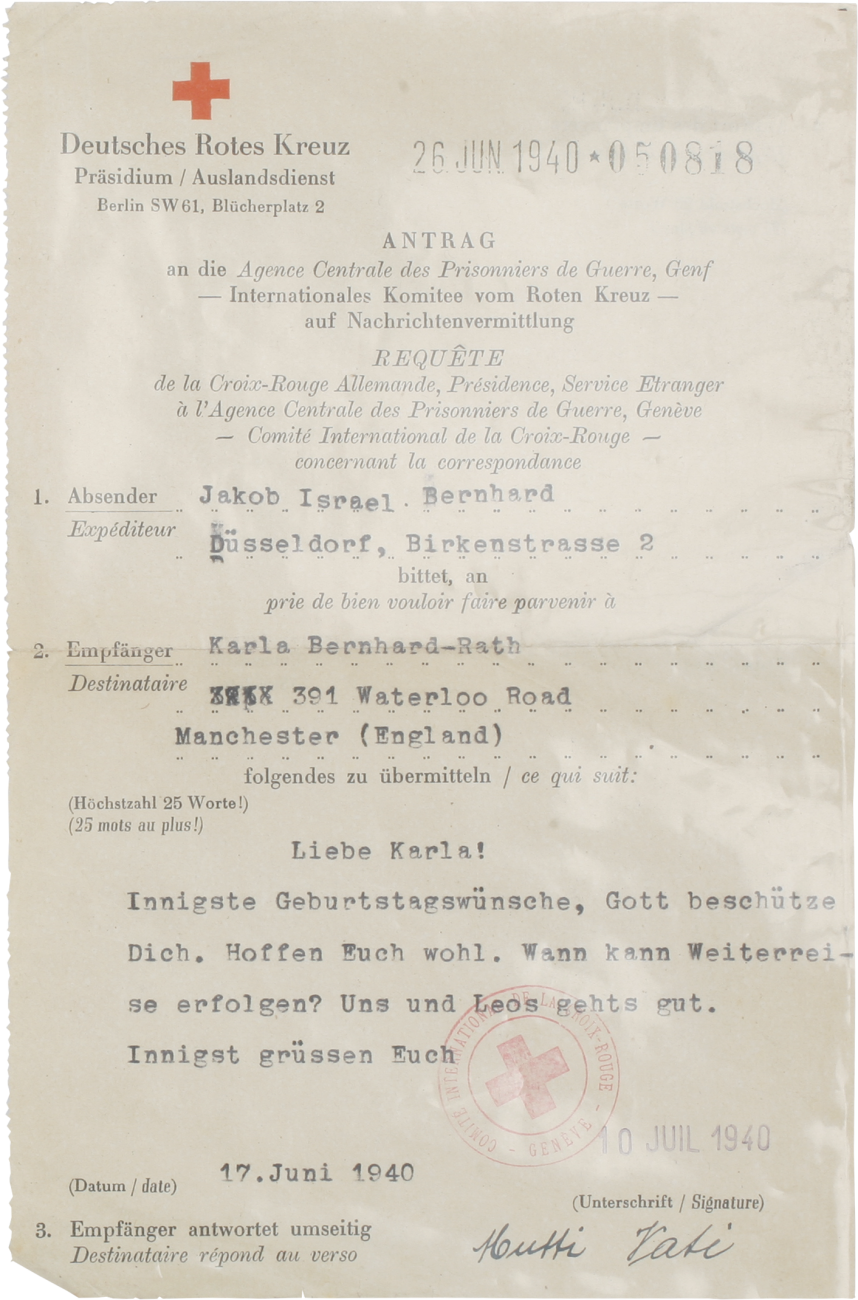 Deutsches Rotes Kreuz
Präsidium / Auslandsdienst
Berlin SW 61, Blücherplatz 2
26 JUN 1940 * 050818
ANTRAG
an die Agence Centrale des Prisonniers de Guerre, Genf
— Internationales Komitee vom Roten Kreuz —
auf Nachrichtenvermittlung
REQUÊTE
de la Croix-Rouge Allemande, Présidence, Service Etranger
à l'Agence Centrale des Prisonniers de Guerre, Genève
— Comité International de la Croix-Rouge —
concernant la correspondance
1. Absender Jakob Israel. Bernhard
Expéditeur Düsseldorf, Birkenstrasse 2
bittet, an
prie de bien vouloir faire parvenir à
2. Empfänger Karla Bernhard-Rath
Destinataire 391 Waterloo Road
Manchester (England)
folgendes zu übermitteln / ce qui suit:
(Höchstzahl 25 Worte!)
(25 mots au plus!)
Liebe Karla!
Innigste Geburtstagswünsche, Gott beschütze
Dich. Hoffen Euch wohl. Wann kann Weiterrei-
se erfolgen? Uns und Leos gehts gut.
Innigst grüssen Euch
COMITÉ INTERNATIONAL DE LA CROIX-ROUGE - GENÈVE -
10 JUIL 1940
(Datum / date) 17.Juni 1940
(Unterschrift / Signature)
3. Empfänger antwortet umseitig
Destinataire répond au verso
Mutti Vati